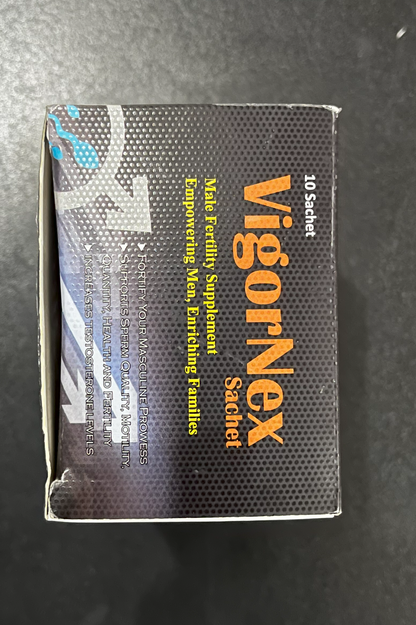 10 Sachet
VigorNex
Sachet
Male Fertility Supplement
Empowering Men, Enriching Families
FORTIFY YOUR MASCULINE PROWESS
SUPPORTS SPERM QUALITY, MOTILITY,
QUANTITY, HEALTH AND FERTILITY
INCREASES TESTOSTERONE LEVELS